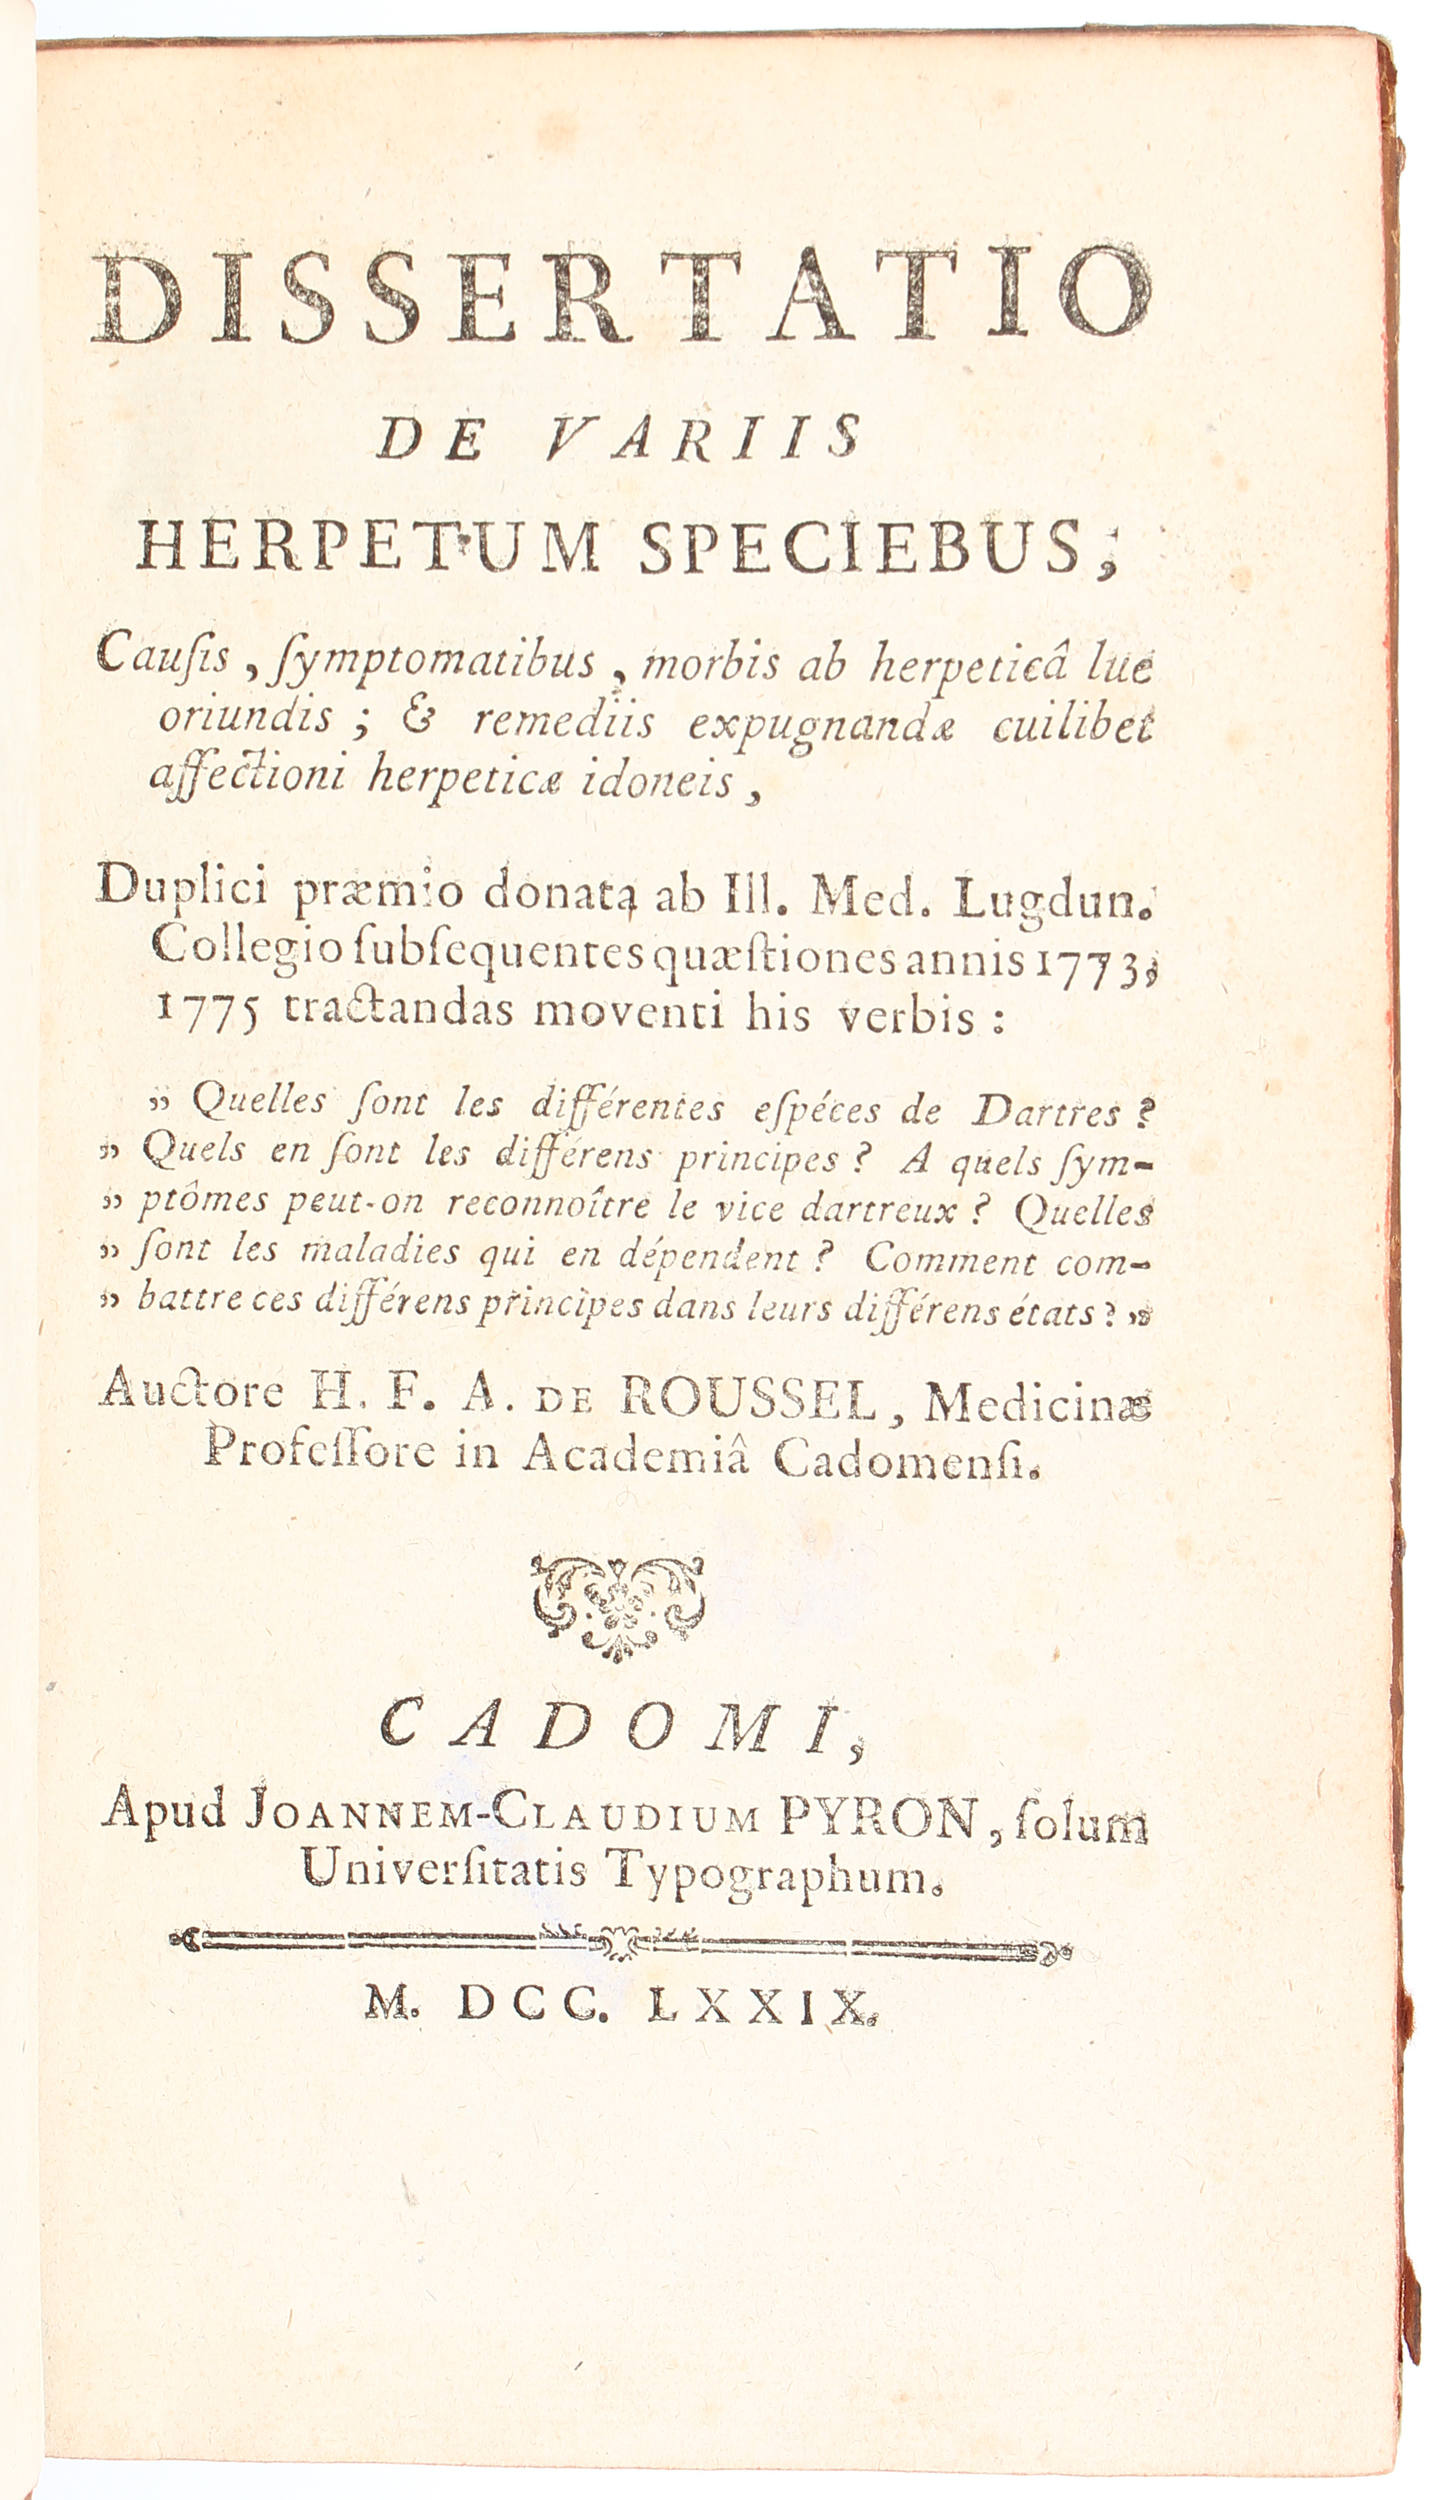 DISSERTATIO
DE VARIIS
HERPETUM SPECIEBUS,
Cauſis, ſymptomatibus, morbis ab herpeticâ lue
oriundis; & remediis expugnandæ cuilibet
affectioni herpeticæ idoneis,
Duplici præmio donata ab Ill. Med. Lugdun.
Collegio ſubſequentes quæſtiones annis 1773,
1775 tractandas moventi his verbis:
„ Quelles ſont les différentes eſpéces de Dartres?
„ Quels en ſont les différens principes? A quels ſym-
„ ptômes peut-on reconnoître le vice dartreux? Quelles
„ ſont les maladies qui en dépendent? Comment com-
„ battre ces différens principes dans leurs différens états? „
Auctore H. F. A. DE ROUSSEL, Medicinæ
Profeſſore in Academiâ Cadomenſi.
CADOMI,
Apud JOANNEM-CLAUDIUM PYRON, ſolum
Univerſitatis Typographum.
M. DCC. LXXIX.